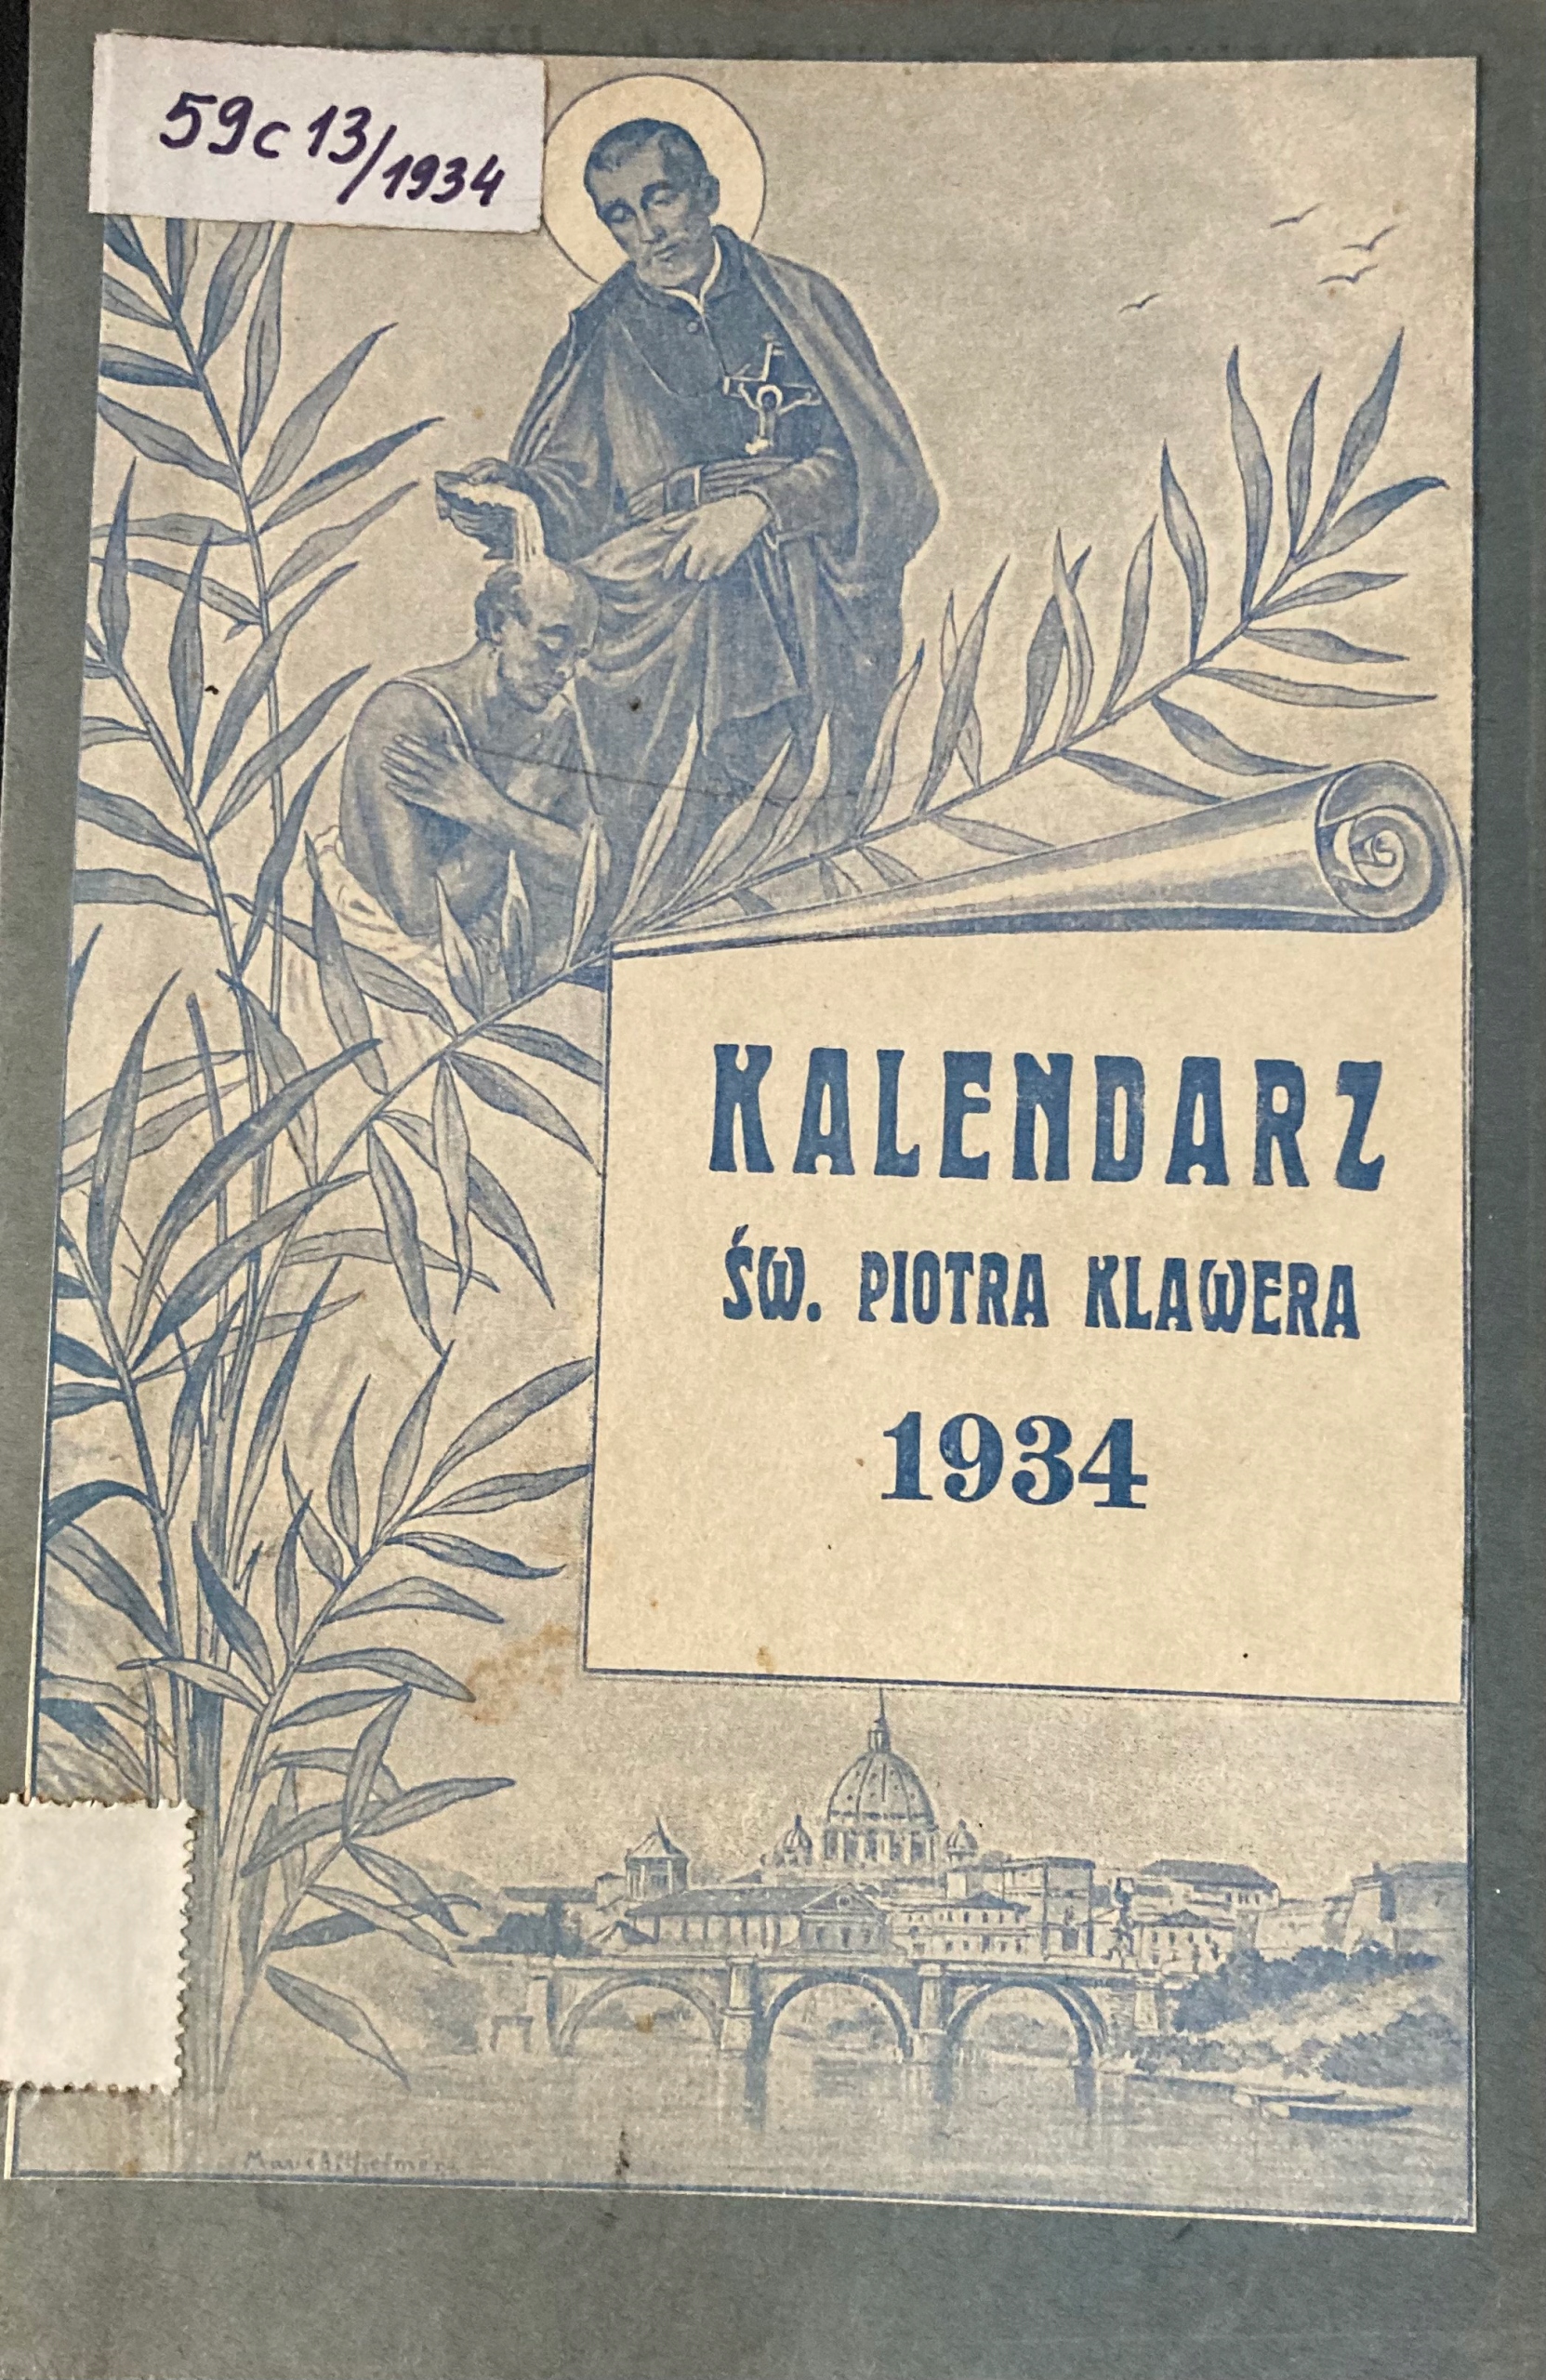 59c 13/1934
KALENDARZ
ŚW. PIOTRA KLAWERA
1934